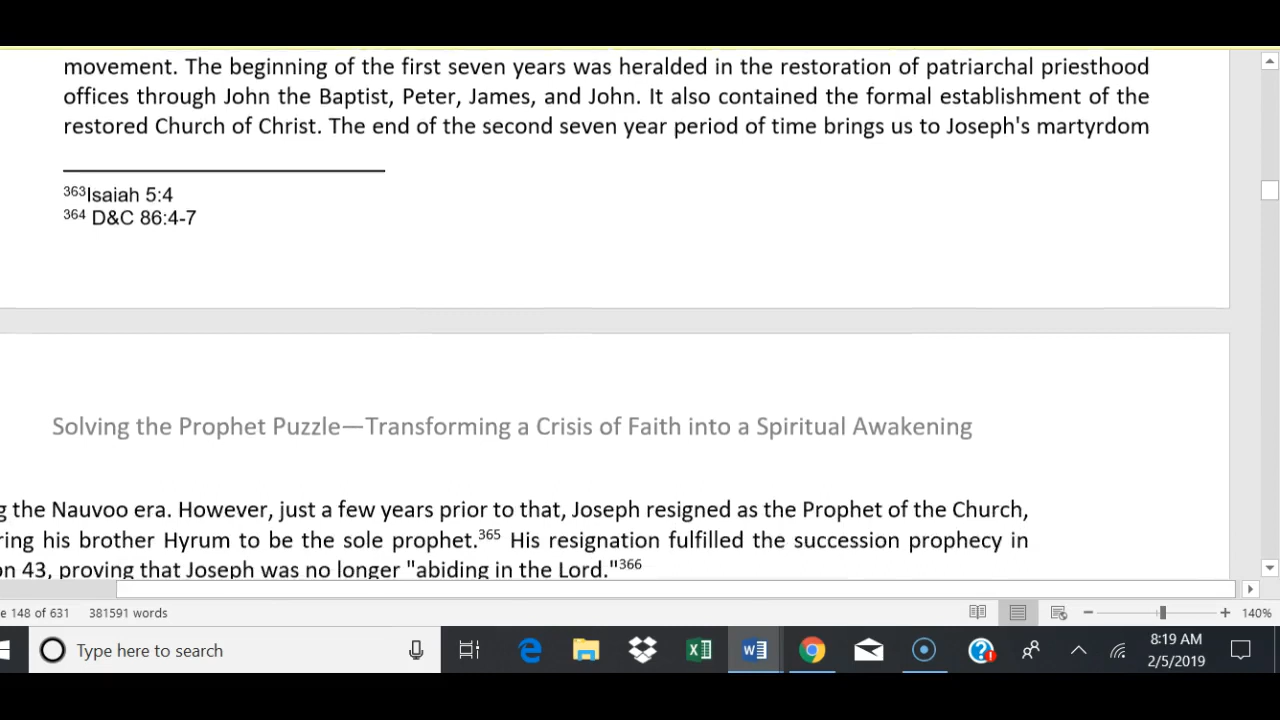 movement. The beginning of the first seven years was heralded in the restoration of patriarchal priesthood
offices through John the Baptist, Peter, James, and John. It also contained the formal establishment of the
restored Church of Christ. The end of the second seven year period of time brings us to Joseph's martyrdom
363Isaiah 5:4
364 D&C 86:4-7
Solving the Prophet Puzzle—Transforming a Crisis of Faith into a Spiritual Awakening
the Nauvoo era. However, just a few years prior to that, Joseph resigned as the Prophet of the Church,
his brother Hyrum to be the sole prophet.365 His resignation fulfilled the succession prophecy in
43, proving that Joseph was no longer "abiding in the Lord."366
148 of 631 381591 words 140%
Type here to search
8:19 AM
2/5/2019